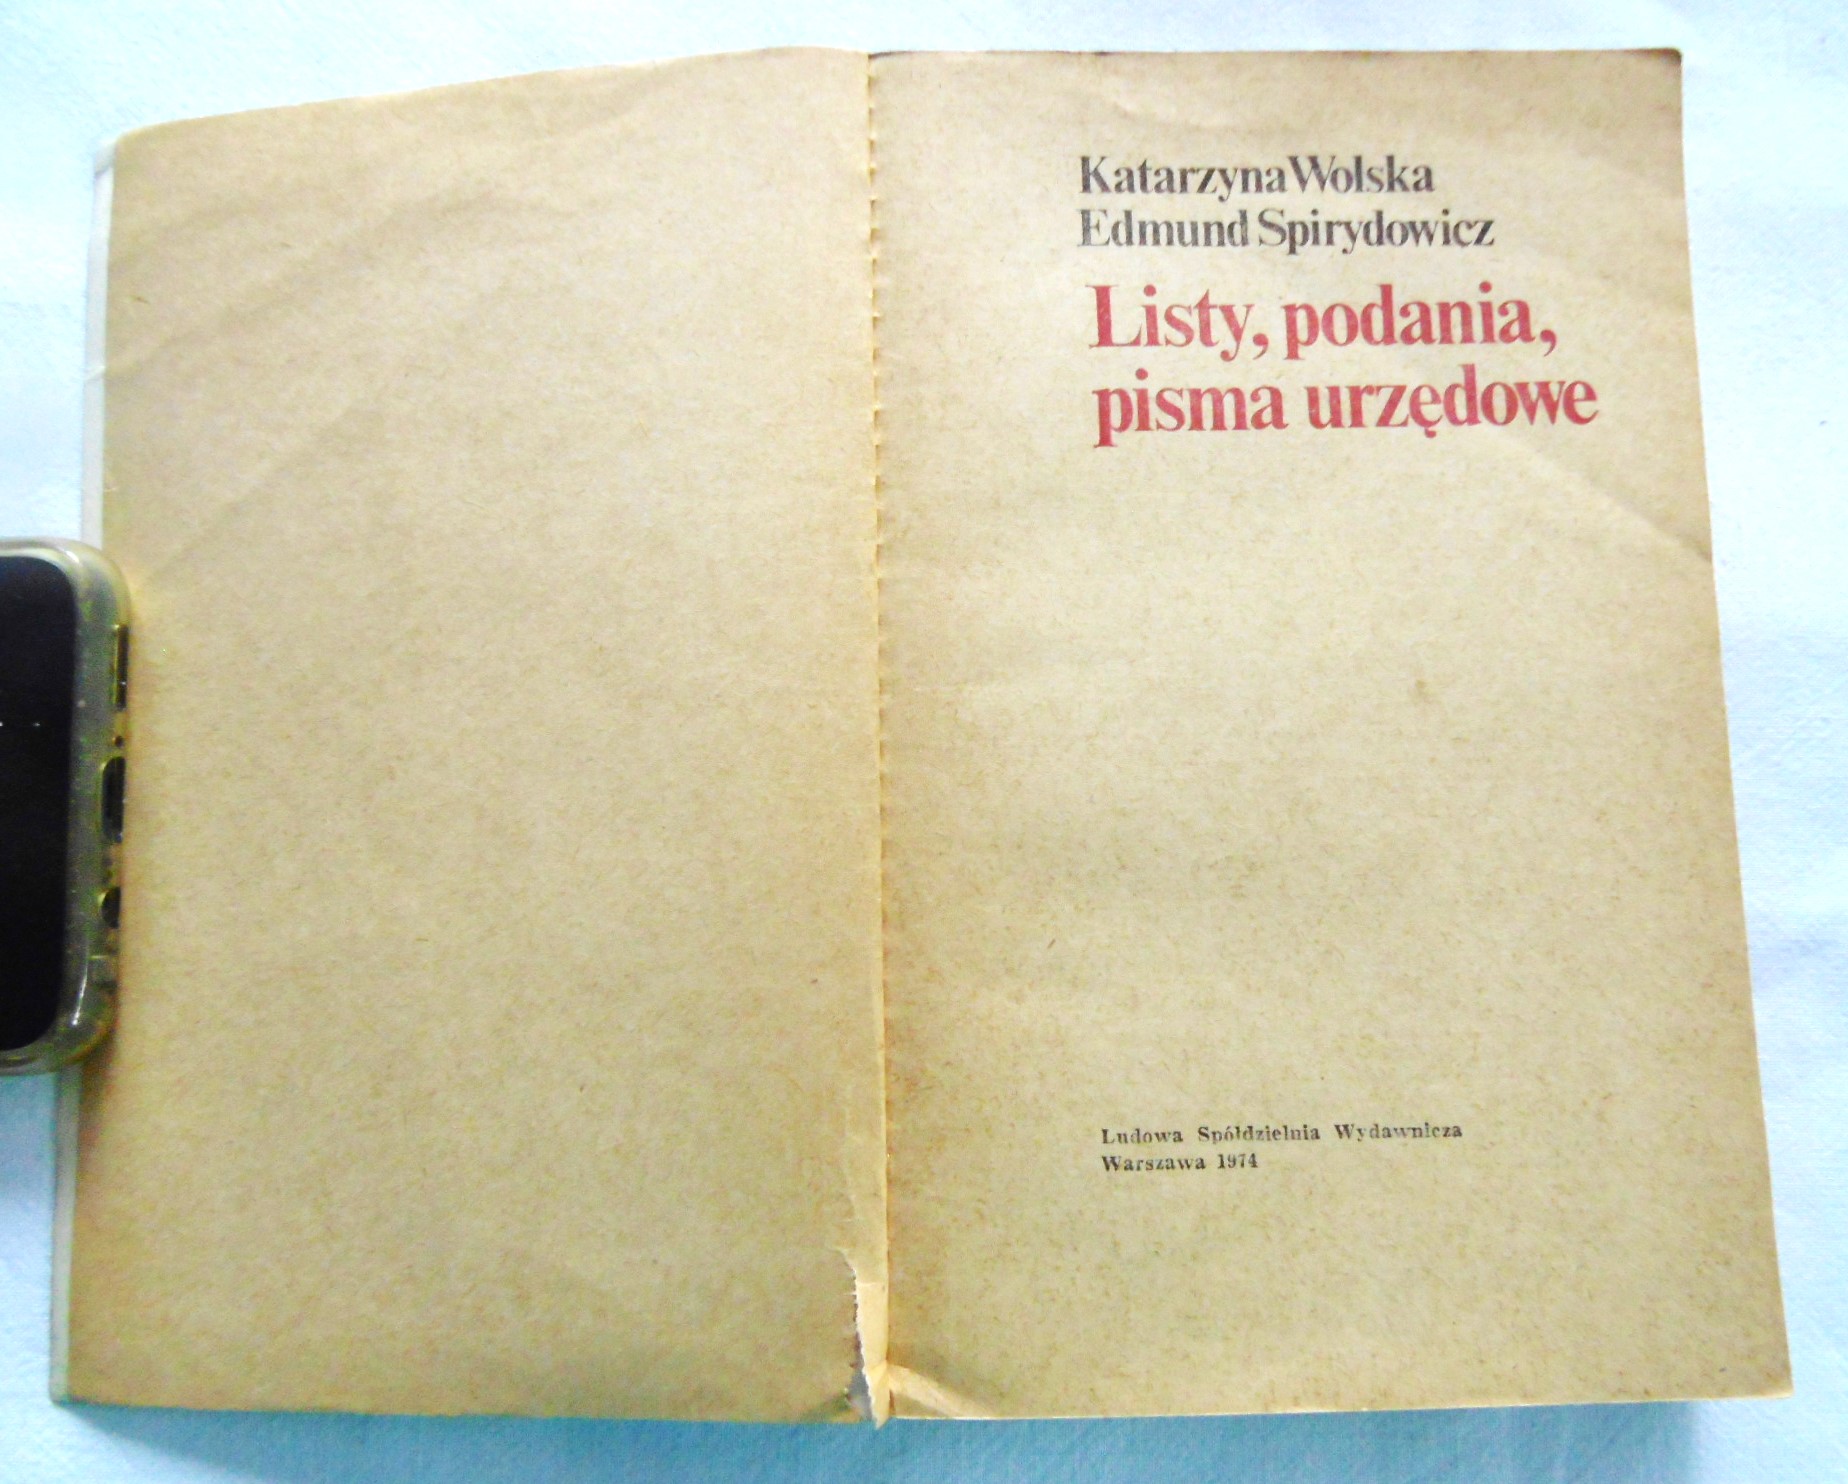 Katarzyna Wolska
Edmund Spirydowicz
Listy, podania,
pisma urzędowe
Ludowa Spółdzielnia Wydawnicza
Warszawa 1974